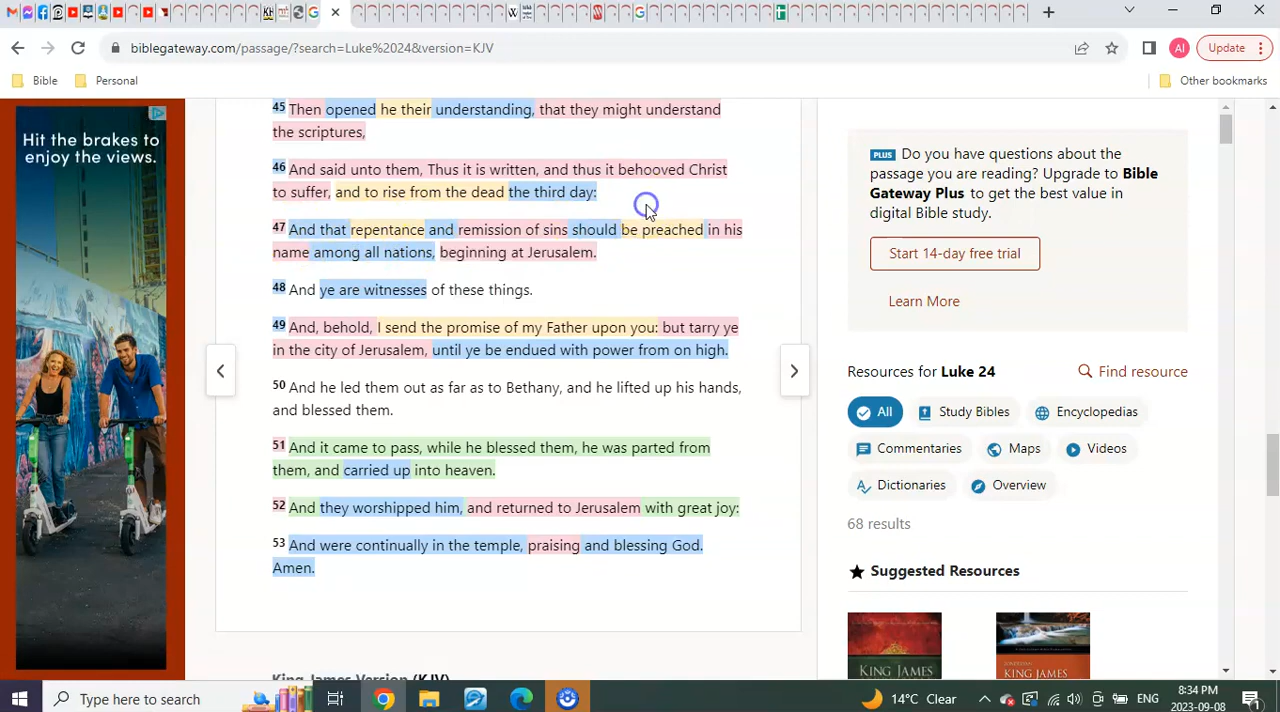 biblegateway.com/passage/?search=Luke%2024&version=KJV
AI
Update
Bible
Personal
Other bookmarks
Hit the brakes to
enjoy the views.
45 Then opened he their understanding, that they might understand
the scriptures,
46 And said unto them, Thus it is written, and thus it behooved Christ
to suffer, and to rise from the dead the third day:
47 And that repentance and remission of sins should be preached in his
name among all nations, beginning at Jerusalem.
48 And ye are witnesses of these things.
49 And, behold, I send the promise of my Father upon you: but tarry ye
in the city of Jerusalem, until ye be endued with power from on high.
50 And he led them out as far as to Bethany, and he lifted up his hands,
and blessed them.
51 And it came to pass, while he blessed them, he was parted from
them, and carried up into heaven.
52 And they worshipped him, and returned to Jerusalem with great joy:
53 And were continually in the temple, praising and blessing God.
Amen.
King James Version (KJV)
PLUS Do you have questions about the
passage you are reading? Upgrade to Bible
Gateway Plus to get the best value in
digital Bible study.
Start 14-day free trial
Learn More
Resources for Luke 24
Find resource
All
Study Bibles
Encyclopedias
Commentaries
Maps
Videos
Dictionaries
Overview
68 results
Suggested Resources
KING JAMES
KING JAMES
Type here to search
14°C Clear
ENG
8:34 PM
2023-09-08
1